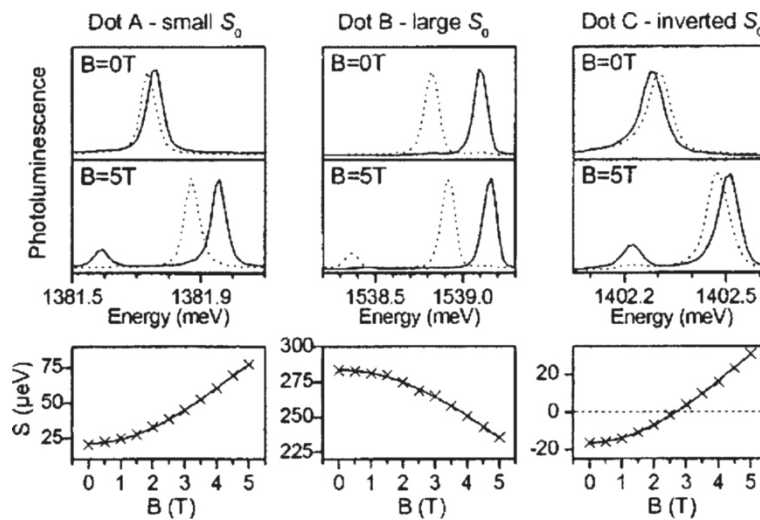 Dot A - small S₀ Dot B - large S₀ Dot C - inverted S₀
B=0T B=0T B=0T
B=5T B=5T B=5T
Photoluminescence
1381.5 1381.9 1538.5 1539.0 1402.2 1402.5
Energy (meV) Energy (meV) Energy (meV)
S (μeV)
75
50
25
300
275
250
225
20
0
-20
0 1 2 3 4 5 0 1 2 3 4 5 0 1 2 3 4 5
B (T) B (T) B (T)